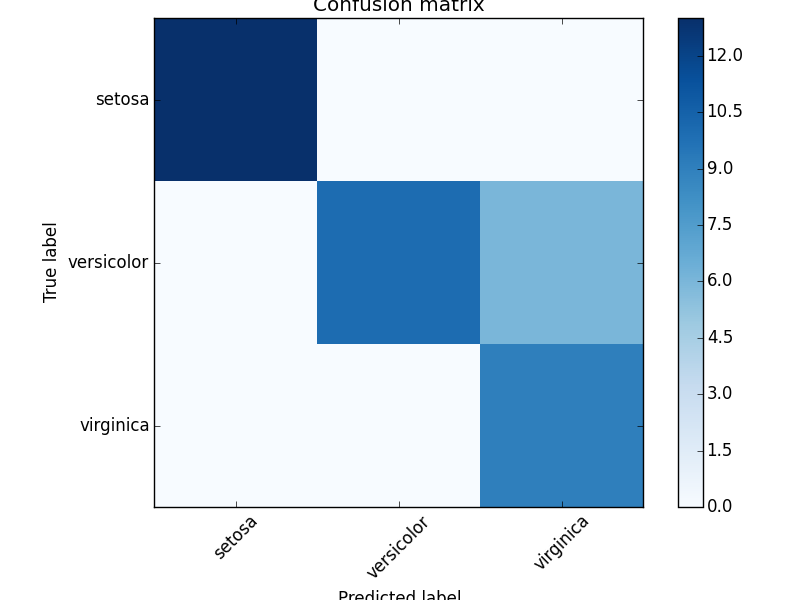 Confusion matrix
True label
setosa
versicolor
virginica
setosa
versicolor
virginica
Predicted label
12.0
10.5
9.0
7.5
6.0
4.5
3.0
1.5
0.0